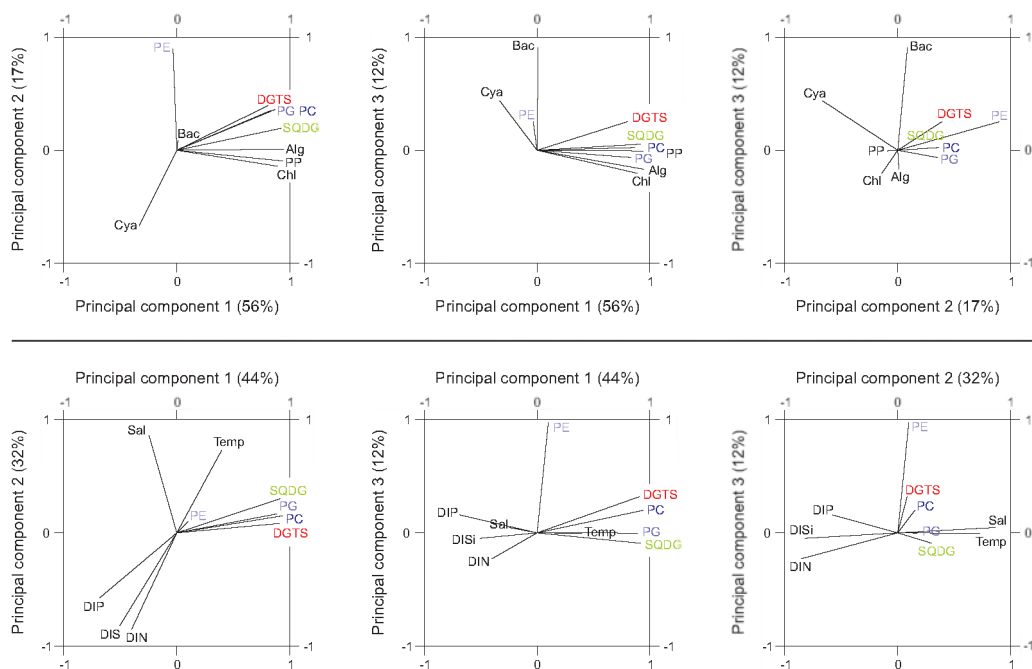 -1 0 1
1
0
-1
Principal component 2 (17%)
PE
DGTS
PG PC
SQDG
Bac
Alg
PP
Chl
Cya
-1
-1 0 1
Principal component 1 (56%)
-1 0 1
1
0
-1
Principal component 3 (12%)
Bac
Cya
PE
DGTS
SQDG
PC
PP
PG
Alg
Chl
-1
-1 0 1
Principal component 1 (56%)
-1 0 1
1
0
-1
Principal component 3 (12%)
1
0
-1
Bac
Cya
DGTS
PE
SQDG
PP
PC
PG
Chl
Alg
-1 0 1
Principal component 2 (17%)
Principal component 1 (44%)
-1 0 1
1
0
-1
Principal component 2 (32%)
Sal
Temp
SQDG
PG
PE
PC
DGTS
DIP
DIS
DIN
-1
-1 0 1
Principal component 1 (44%)
-1 0 1
1
0
-1
Principal component 3 (12%)
PE
DGTS
DIP
PC
Sal
DISi
Temp
PG
SQDG
DIN
-1
-1 0 1
Principal component 2 (32%)
-1 0 1
1
0
-1
Principal component 3 (12%)
1
0
-1
PE
DGTS
PC
DIP
Sal
DISi
PG
Temp
SQDG
DIN
-1 0 1